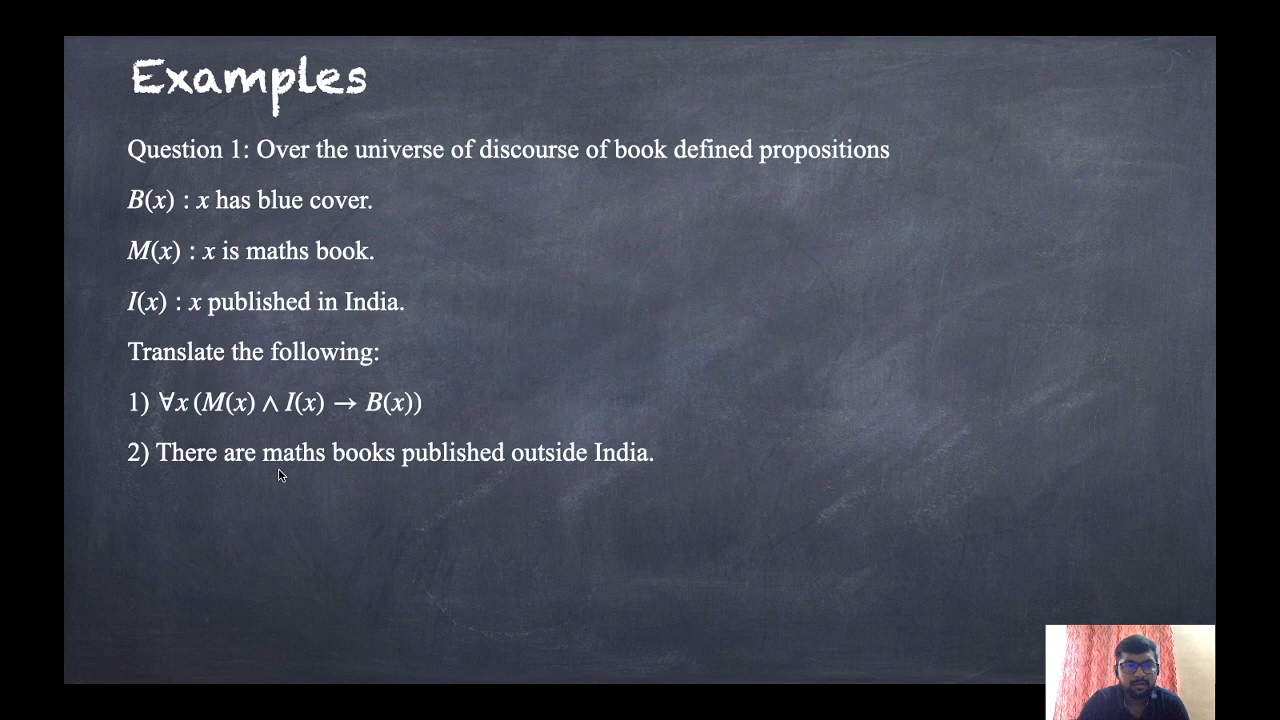 Examples
Question 1: Over the universe of discourse of book defined propositions
B(x) : x has blue cover.
M(x) : x is maths book.
I(x) : x published in India.
Translate the following:
1) ∀x (M(x) ∧ I(x) → B(x))
2) There are maths books published outside India.